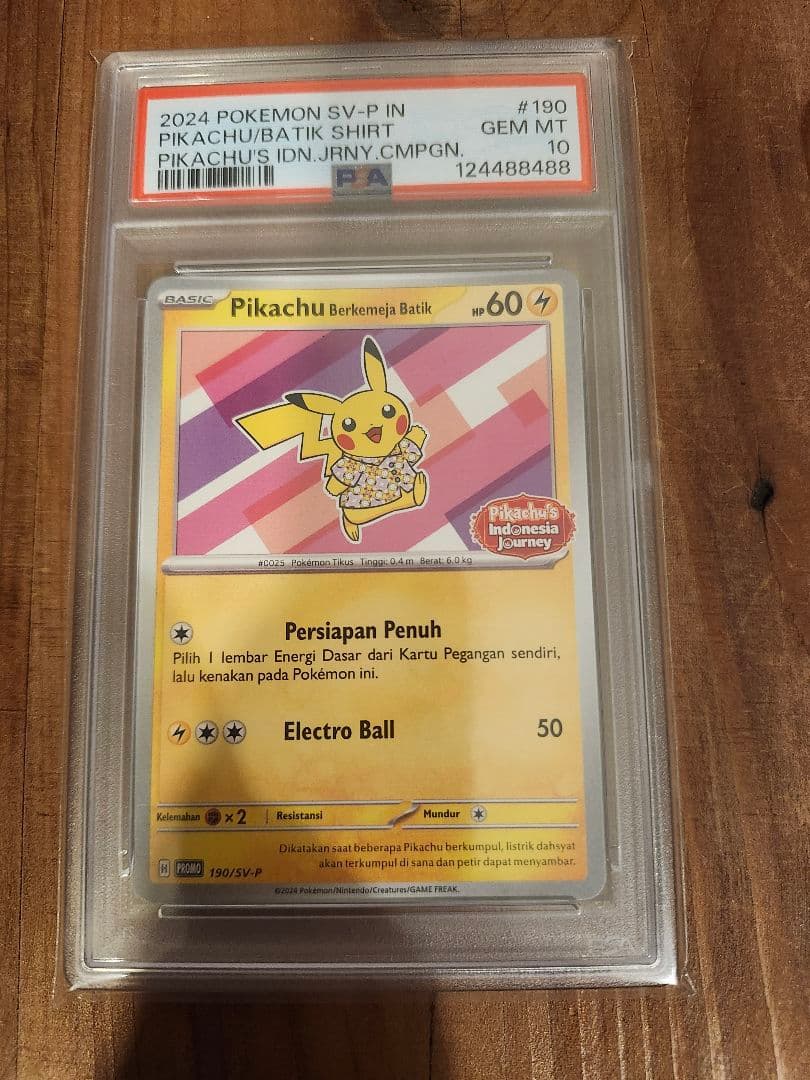 2024 POKEMON SV-P IN #190
PIKACHU/BATIK SHIRT GEM MT
PIKACHU'S IDN.JRNY.CMPGN. 10
PSA 124488488
BASIC Pikachu Berkemeja Batik HP 60
Pikachu's
Indonesia
Journey
#0025 Pokémon Tikus Tinggi: 0.4 m Berat: 6.0 kg
Persiapan Penuh
Pilih 1 lembar Energi Dasar dari Kartu Pegangan sendiri,
lalu kenakan pada Pokémon ini.
Electro Ball 50
Kelemahan ×2 Resistansi Mundur
Dikatakan saat beberapa Pikachu berkumpul, listrik dahsyat
akan terkumpul di sana dan petir dapat menyambar.
H PROMO 190/SV-P
©2024 Pokémon/Nintendo/Creatures/GAME FREAK.